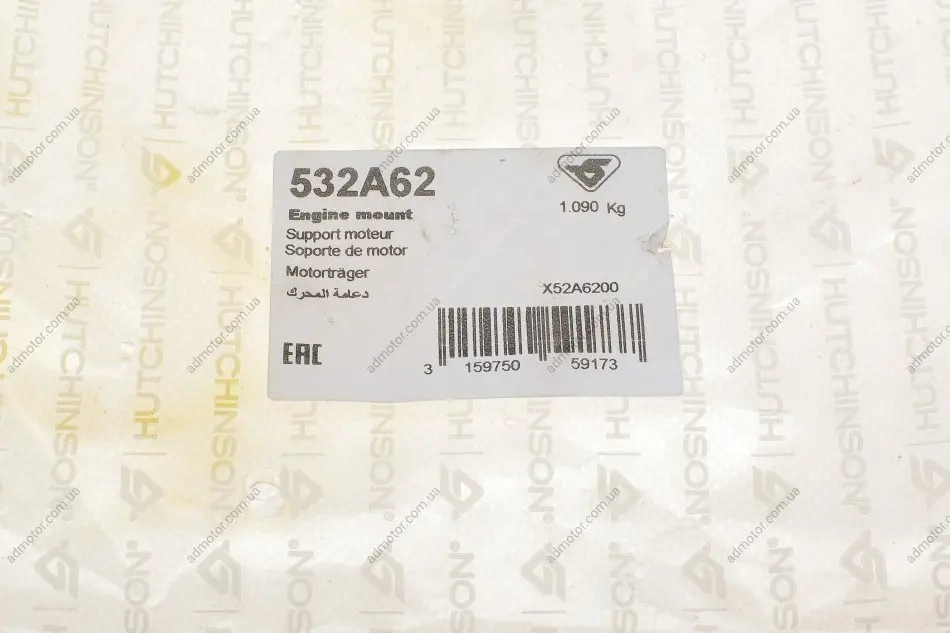 532A62
Engine mount
Support moteur
Soporte de motor
Motorträger
دعامة المحرك
1.090 Kg
X52A6200
EAC
3 159750 59173
HUTCHINSON®
admotor.com.ua